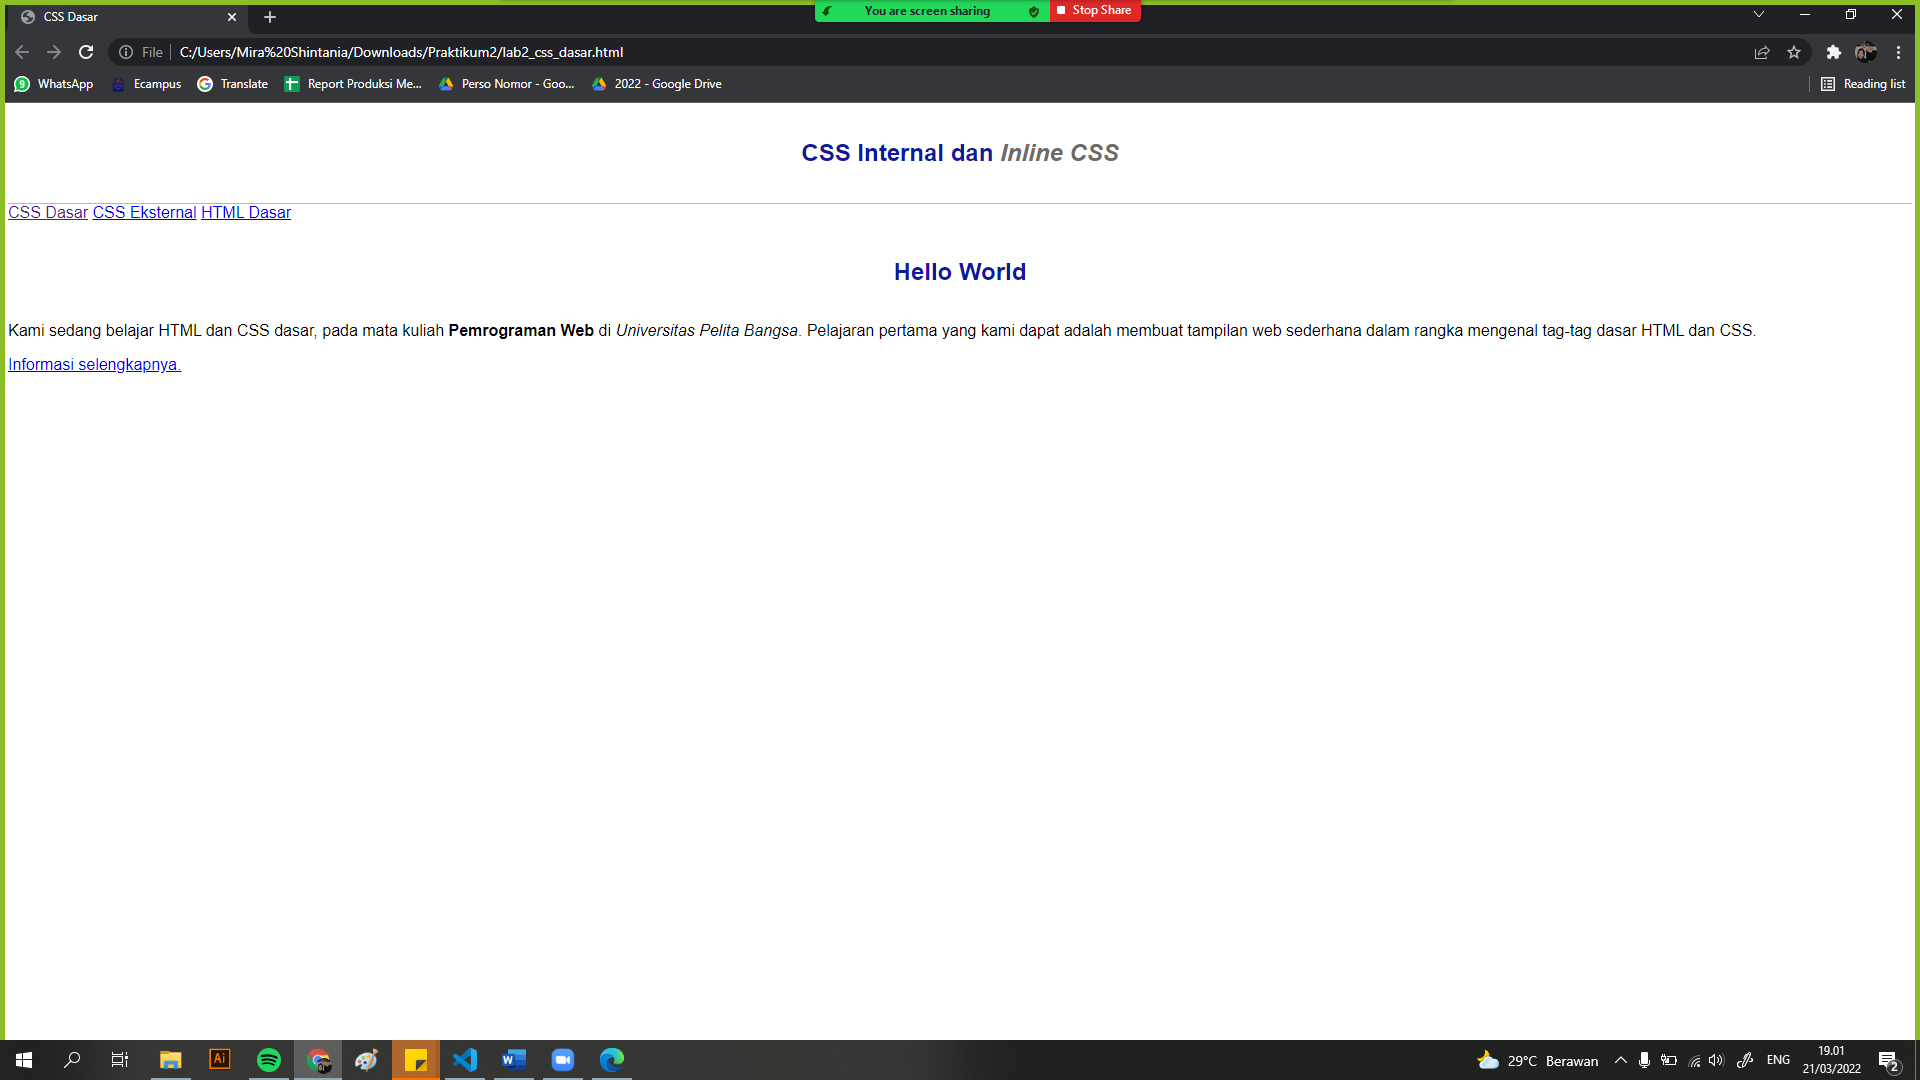 CSS Dasar
You are screen sharing
Stop Share
File
C:/Users/Mira%20Shintania/Downloads/Praktikum2/lab2_css_dasar.html
9 WhatsApp
Ecampus
Translate
Report Produksi Me...
Perso Nomor - Goo...
2022 - Google Drive
Reading list
CSS Internal dan Inline CSS
CSS Dasar CSS Eksternal HTML Dasar
Hello World
Kami sedang belajar HTML dan CSS dasar, pada mata kuliah Pemrograman Web di Universitas Pelita Bangsa. Pelajaran pertama yang kami dapat adalah membuat tampilan web sederhana dalam rangka mengenal tag-tag dasar HTML dan CSS.
Informasi selengkapnya.
Ai
W
29°C Berawan
ENG
19.01
21/03/2022
2